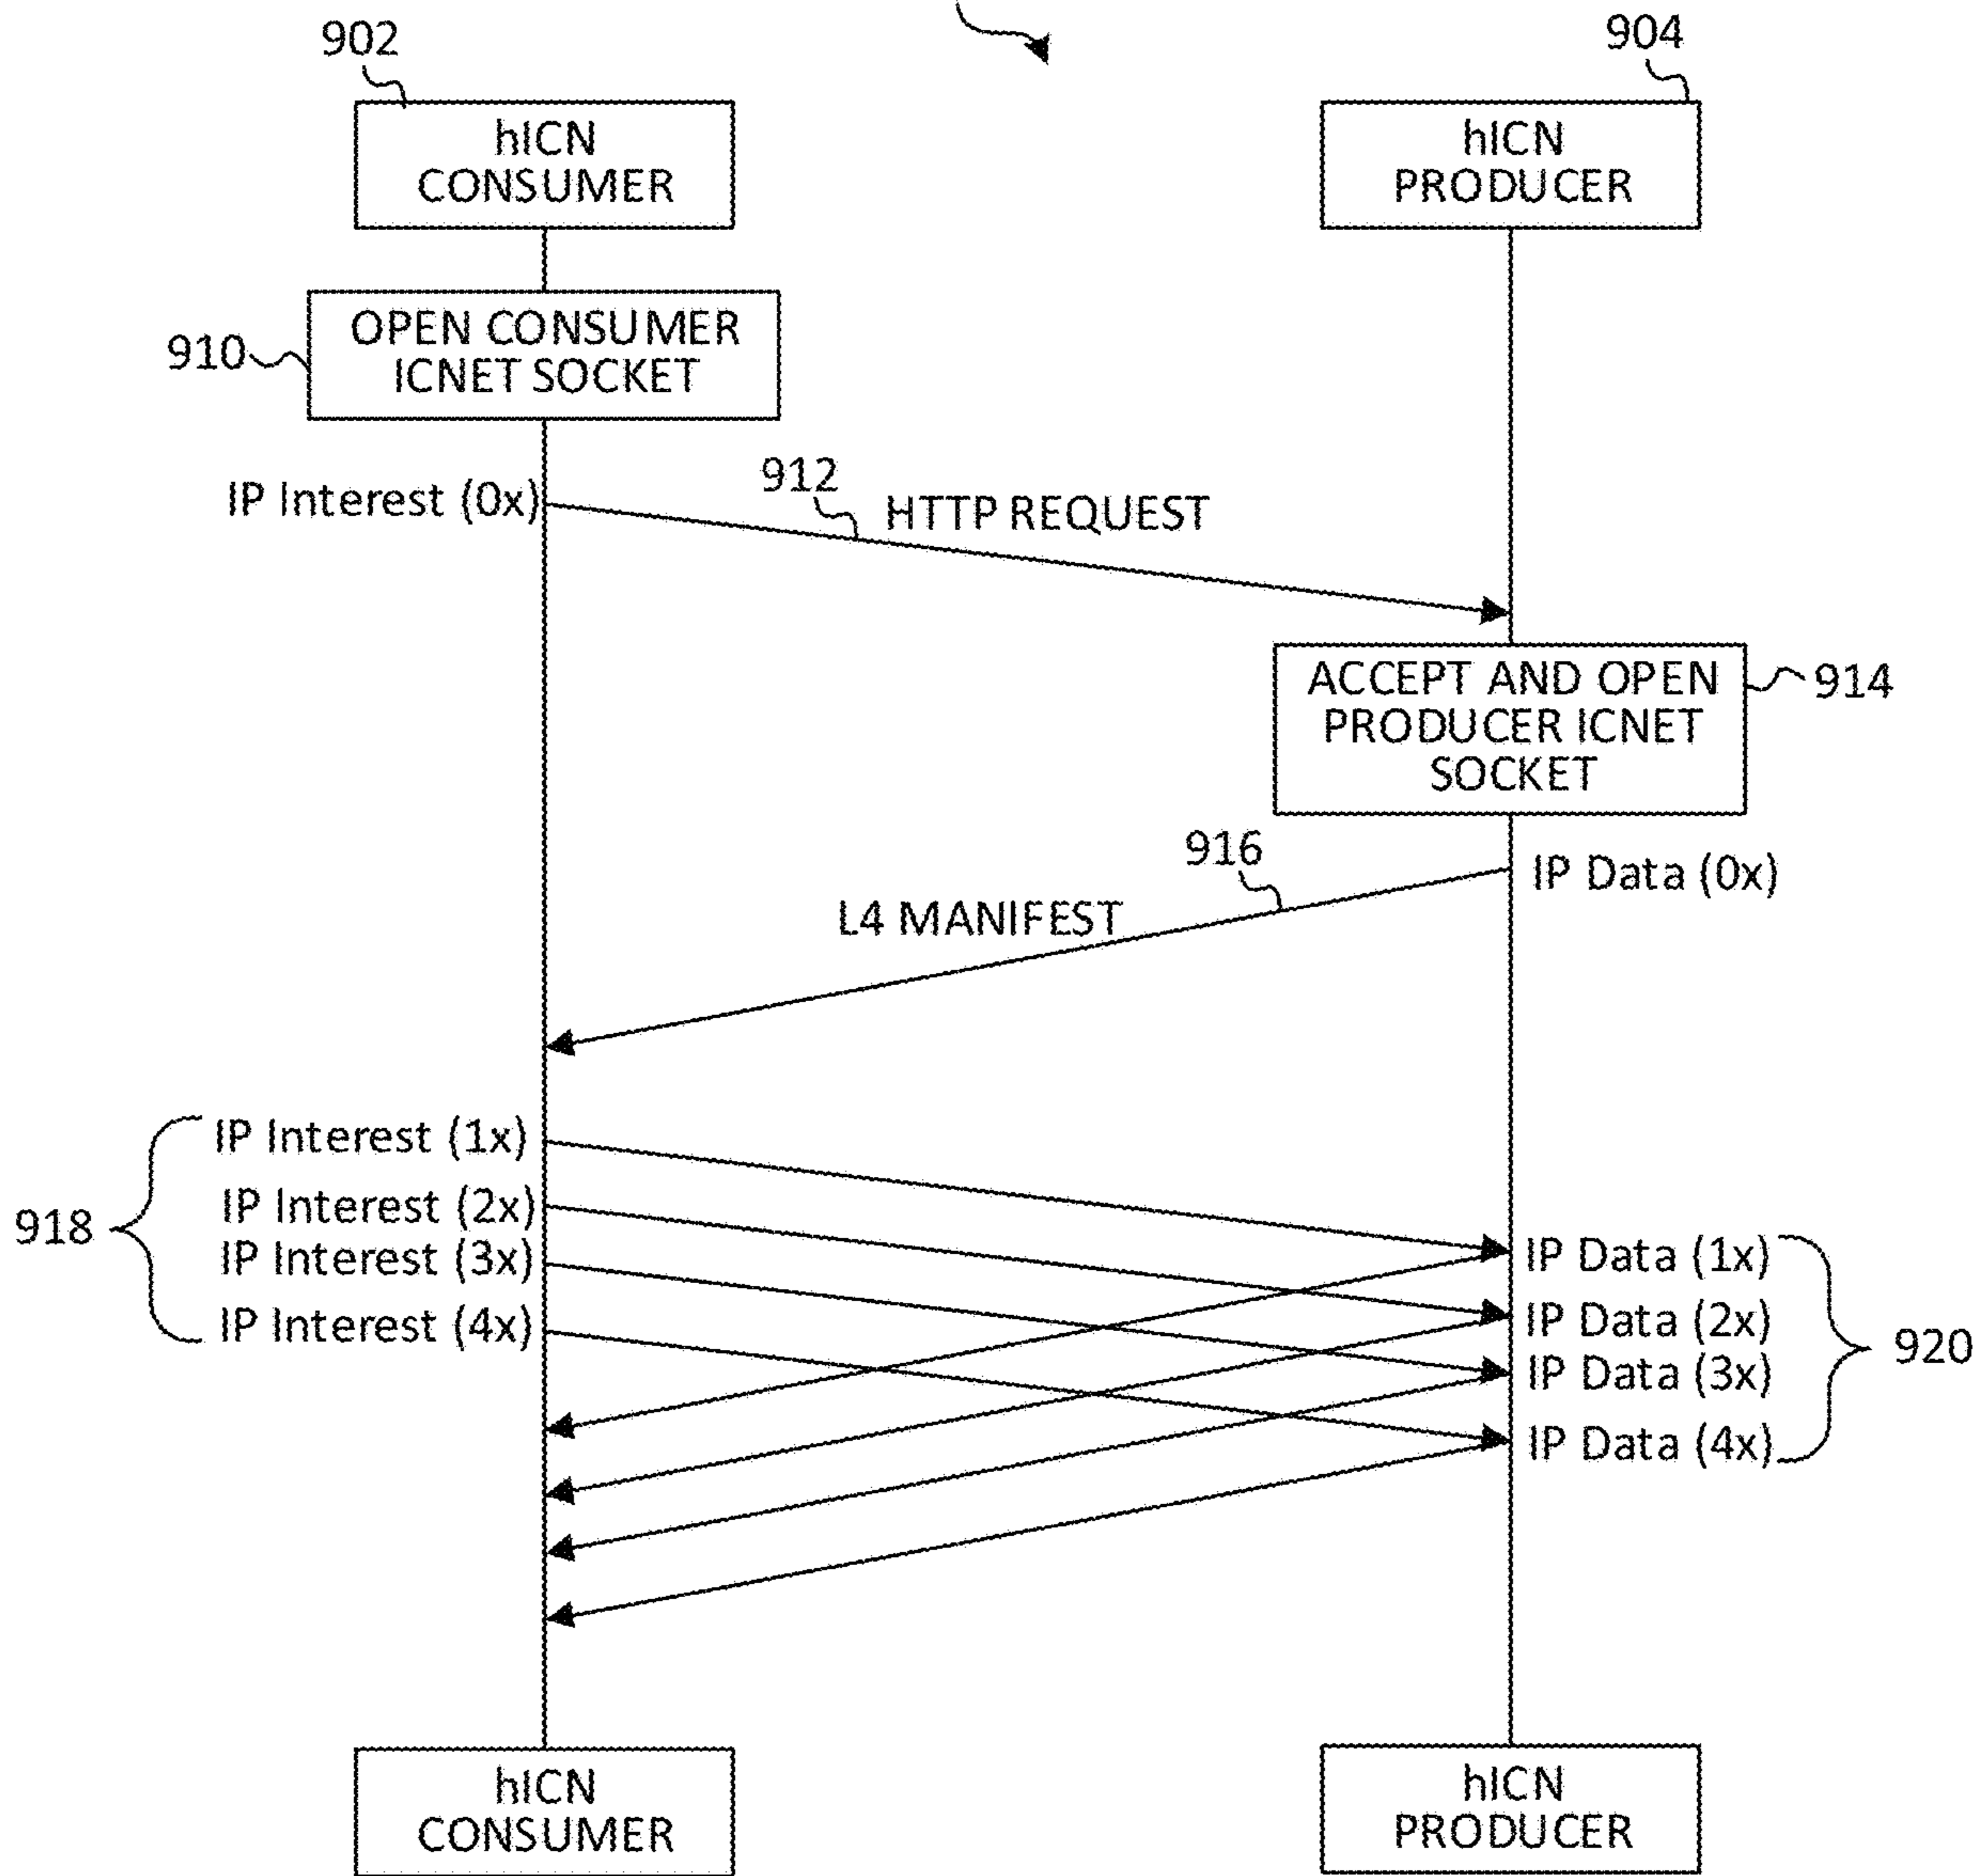 902
904
hICN
CONSUMER
hICN
PRODUCER
910
OPEN CONSUMER
ICNET SOCKET
IP Interest (0x)
912
HTTP REQUEST
ACCEPT AND OPEN
PRODUCER ICNET
SOCKET
914
916
IP Data (0x)
L4 MANIFEST
918
IP Interest (1x)
IP Interest (2x)
IP Interest (3x)
IP Interest (4x)
IP Data (1x)
IP Data (2x)
IP Data (3x)
IP Data (4x)
920
hICN
CONSUMER
hICN
PRODUCER